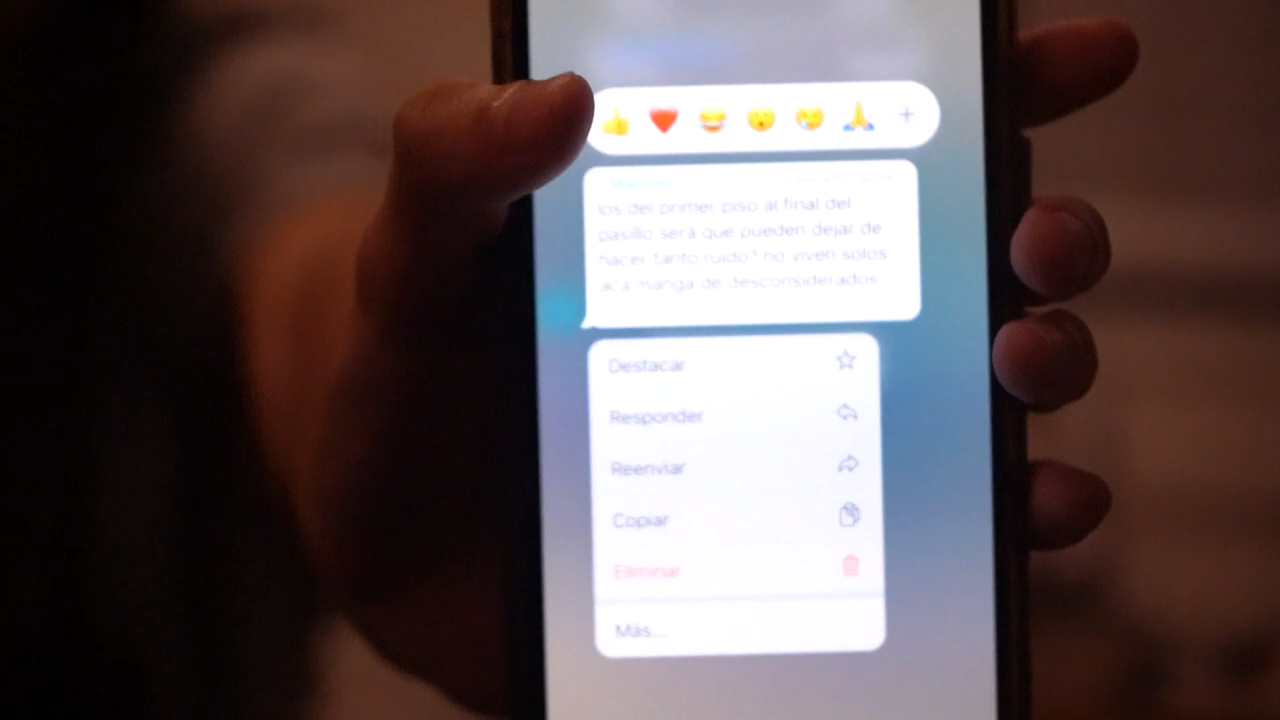 los del primer piso al final del
pasillo será que pueden dejar de
hacer tanto ruido? no viven solos
acá manga de desconsiderados
Destacar
Responder
Reenviar
Copiar
Eliminar
Más...